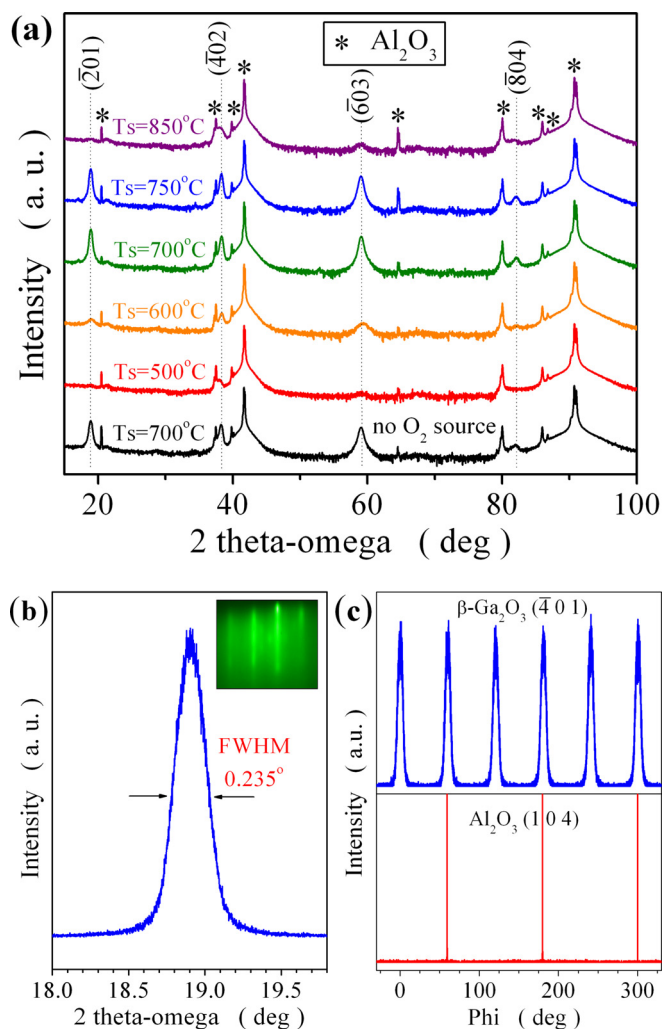 (a)
* Al₂O₃
(2̅01)
(4̅02)
(6̅03)
(8̅04)
* * * * * * * * *
Ts=850°C
Ts=750°C
Ts=700°C
Ts=600°C
Ts=500°C
Ts=700°C
no O₂ source
Intensity ( a. u. )
20 40 60 80 100
2 theta-omega ( deg )
(b)
FWHM
0.235°
Intensity ( a. u. )
18.0 18.5 19.0 19.5
2 theta-omega ( deg )
(c)
β-Ga₂O₃ (4̅ 0 1)
Al₂O₃ (1 0 4)
Intensity ( a.u. )
0 100 200 300
Phi ( deg )